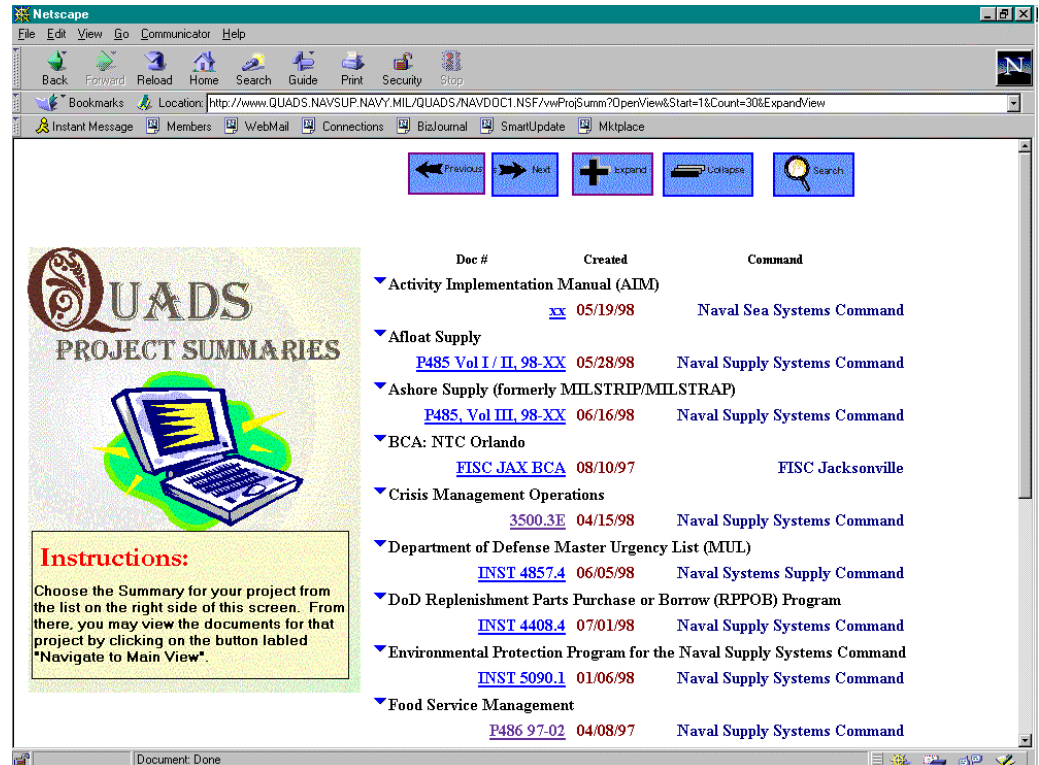 Netscape
File Edit View Go Communicator Help
Back Forward Reload Home Search Guide Print Security Stop
N
Bookmarks Location: http://www.QUADS.NAVSUP.NAVY.MIL/QUADS/NAVDOC1.NSF/vwProjSumm?OpenView&Start=1&Count=30&ExpandView
Instant Message Members WebMail Connections BizJournal SmartUpdate Mktplace
Previous Next Expand Collapse Search
QUADS
PROJECT SUMMARIES
Instructions:
Choose the Summary for your project from
the list on the right side of this screen. From
there, you may view the documents for that
project by clicking on the button labled
"Navigate to Main View".
Doc # Created Command
Activity Implementation Manual (AIM)
xx 05/19/98 Naval Sea Systems Command
Afloat Supply
P485 Vol I / II, 98-XX 05/28/98 Naval Supply Systems Command
Ashore Supply (formerly MILSTRIP/MILSTRAP)
P485, Vol III, 98-XX 06/16/98 Naval Supply Systems Command
BCA: NTC Orlando
FISC JAX BCA 08/10/97 FISC Jacksonville
Crisis Management Operations
3500.3E 04/15/98 Naval Supply Systems Command
Department of Defense Master Urgency List (MUL)
INST 4857.4 06/05/98 Naval Systems Supply Command
DoD Replenishment Parts Purchase or Borrow (RPPOB) Program
INST 4408.4 07/01/98 Naval Supply Systems Command
Environmental Protection Program for the Naval Supply Systems Command
INST 5090.1 01/06/98 Naval Supply Systems Command
Food Service Management
P486 97-02 04/08/97 Naval Supply Systems Command
Document: Done